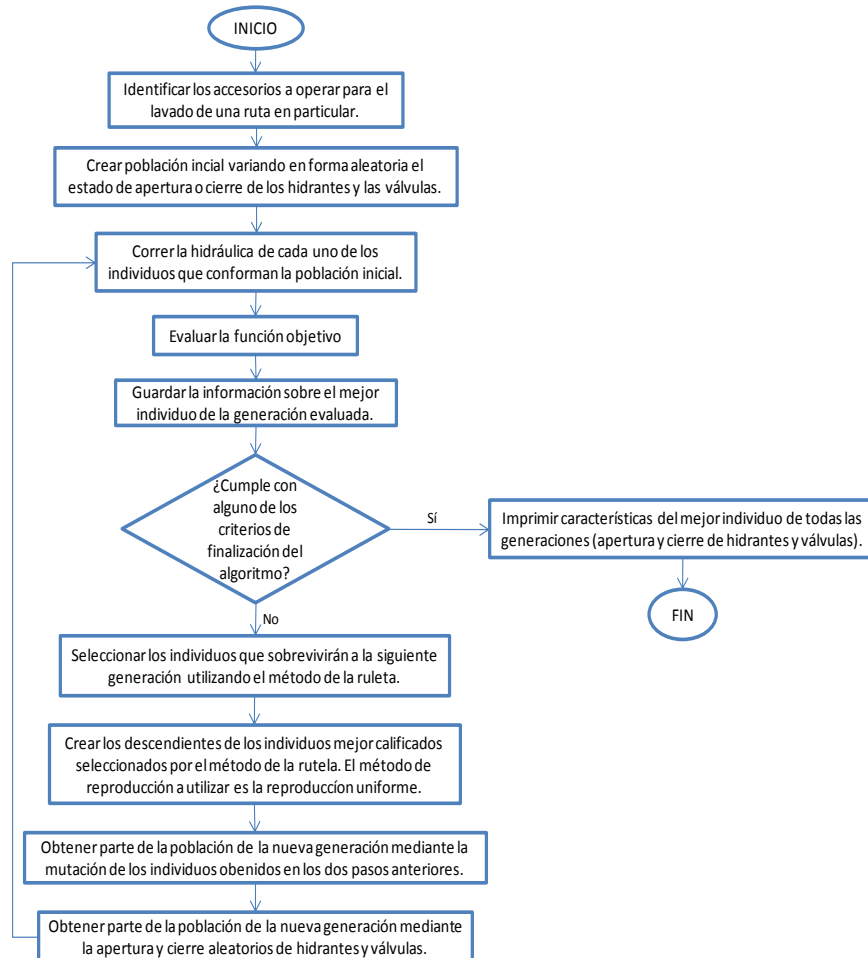 INICIO
Identificar los accesorios a operar para el
lavado de una ruta en particular.
Crear población incial variando en forma aleatoria el
estado de apertura o cierre de los hidrantes y las válvulas.
Correr la hidráulica de cada uno de los
individuos que conforman la población inicial.
Evaluar la función objetivo
Guardar la información sobre el mejor
individuo de la generación evaluada.
¿Cumple con
alguno de los
criterios de
finalización del
algoritmo?
Sí
Imprimir características del mejor individuo de todas las
generaciones (apertura y cierre de hidrantes y válvulas).
FIN
No
Seleccionar los individuos que sobrevivirán a la siguiente
generación utilizando el método de la ruleta.
Crear los descendientes de los individuos mejor calificados
seleccionados por el método de la rutela. El método de
reproducción a utilizar es la reproduccíon uniforme.
Obtener parte de la población de la nueva generación mediante la
mutación de los individuos obenidos en los dos pasos anteriores.
Obtener parte de la población de la nueva generación mediante
la apertura y cierre aleatorios de hidrantes y válvulas.